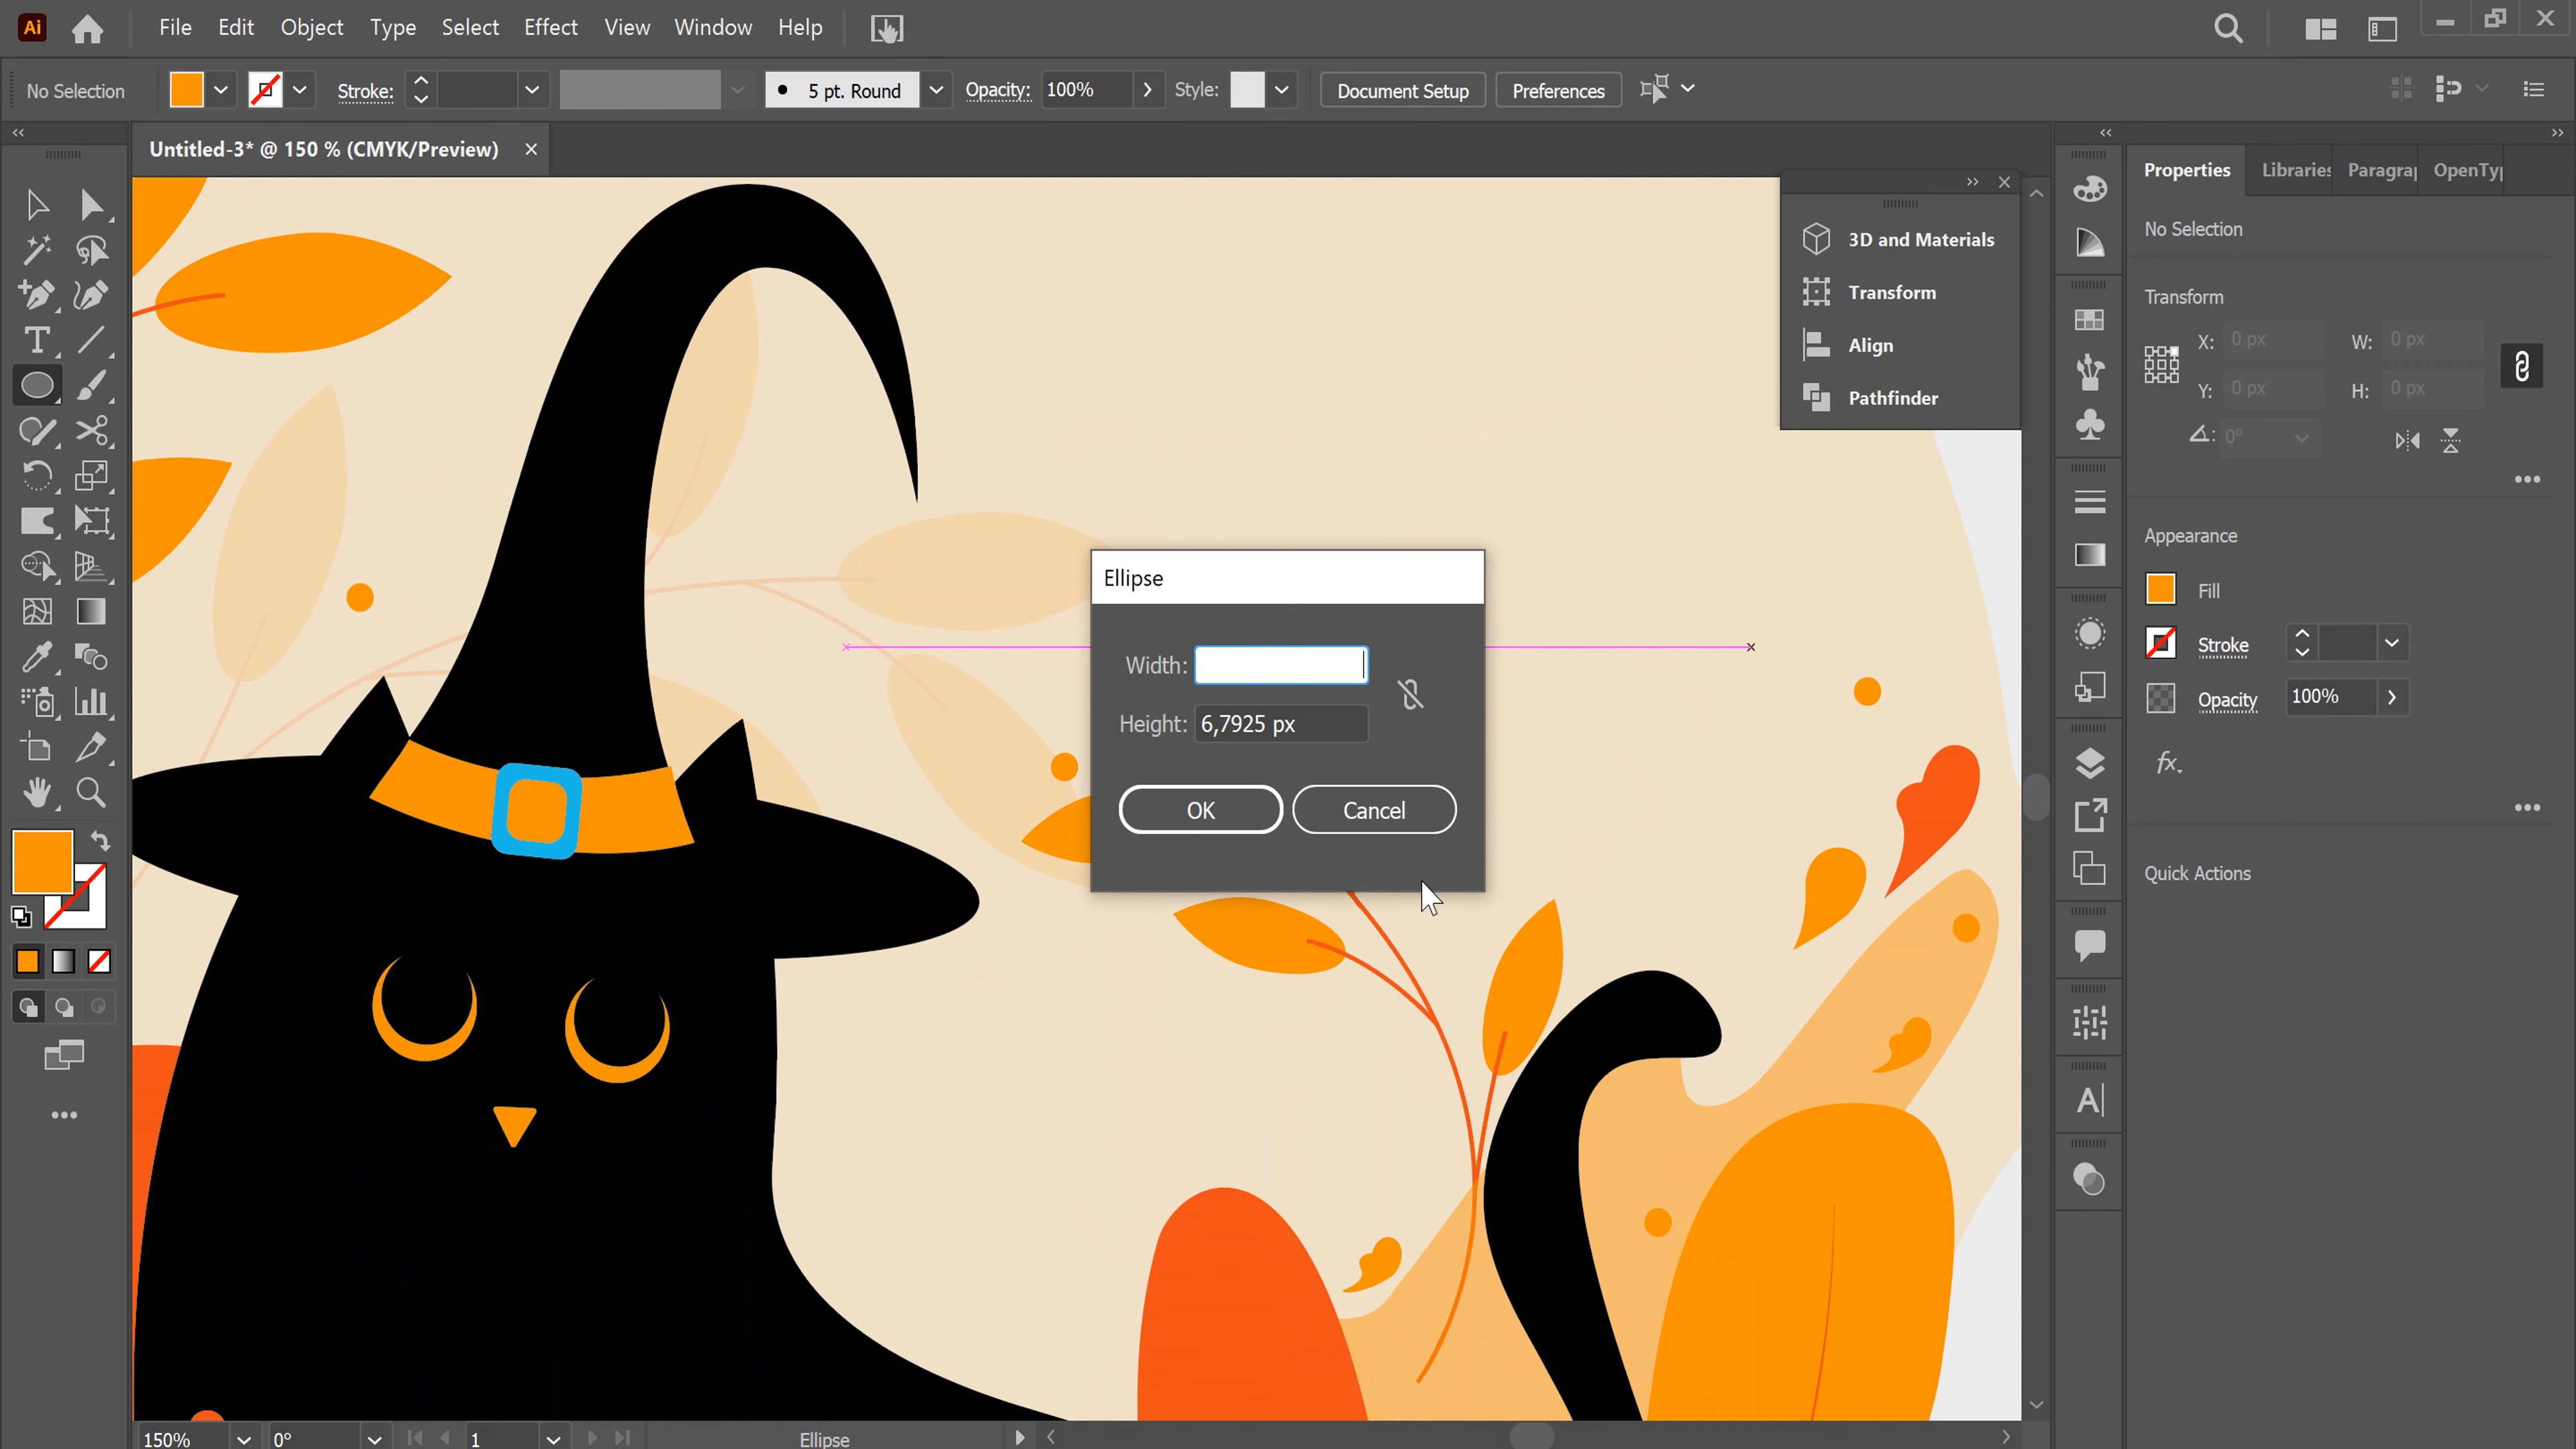 Ai File Edit Object Type Select Effect View Window Help
No Selection Stroke: 5 pt. Round Opacity: 100% Style: Document Setup Preferences
Untitled-3* @ 150 % (CMYK/Preview)
3D and Materials
Transform
Align
Pathfinder
Ellipse
Width:
Height: 6,7925 px
OK Cancel
Properties Libraries Paragra OpenTy
No Selection
Transform
X: 0 px W: 0 px
Y: 0 px H: 0 px
0°
Appearance
Fill
Stroke
Opacity 100%
fx
Quick Actions
150% 0° 1 Ellipse